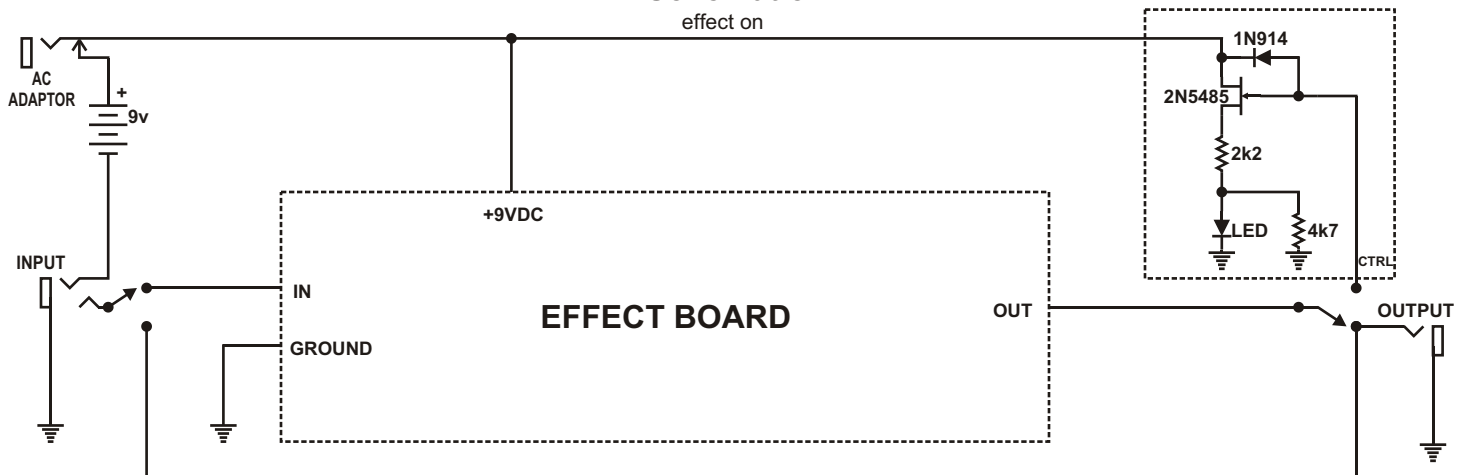 effect on
1N914
AC
ADAPTOR
+
9v
2N5485
2k2
+9VDC
LED
4k7
INPUT
CTRL
IN
EFFECT BOARD
OUT
OUTPUT
GROUND